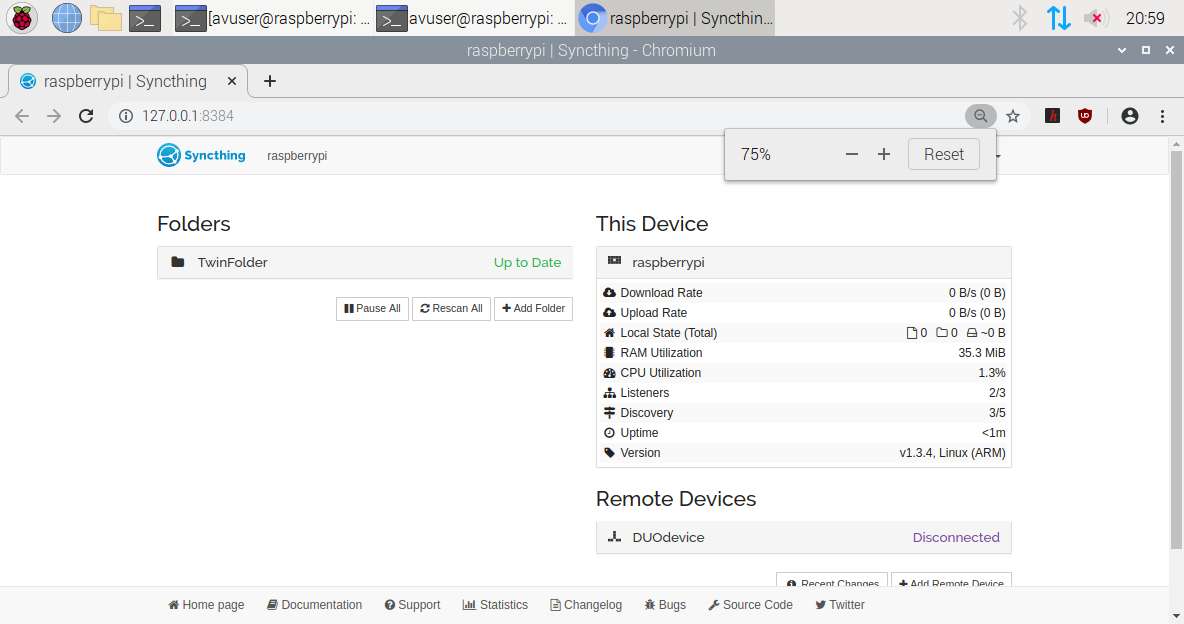 [avuser@raspberrypi: ... avuser@raspberrypi: ... raspberrypi | Syncthin... 20:59
raspberrypi | Syncthing - Chromium
raspberrypi | Syncthing
127.0.0.1:8384
Syncthing raspberrypi
75% Reset
Folders
TwinFolder Up to Date
Pause All Rescan All Add Folder
This Device
raspberrypi
Download Rate 0 B/s (0 B)
Upload Rate 0 B/s (0 B)
Local State (Total) 0 0 ~0 B
RAM Utilization 35.3 MiB
CPU Utilization 1.3%
Listeners 2/3
Discovery 3/5
Uptime <1m
Version v1.3.4, Linux (ARM)
Remote Devices
DUOdevice Disconnected
Recent Changes Add Remote Device
Home page Documentation Support Statistics Changelog Bugs Source Code Twitter